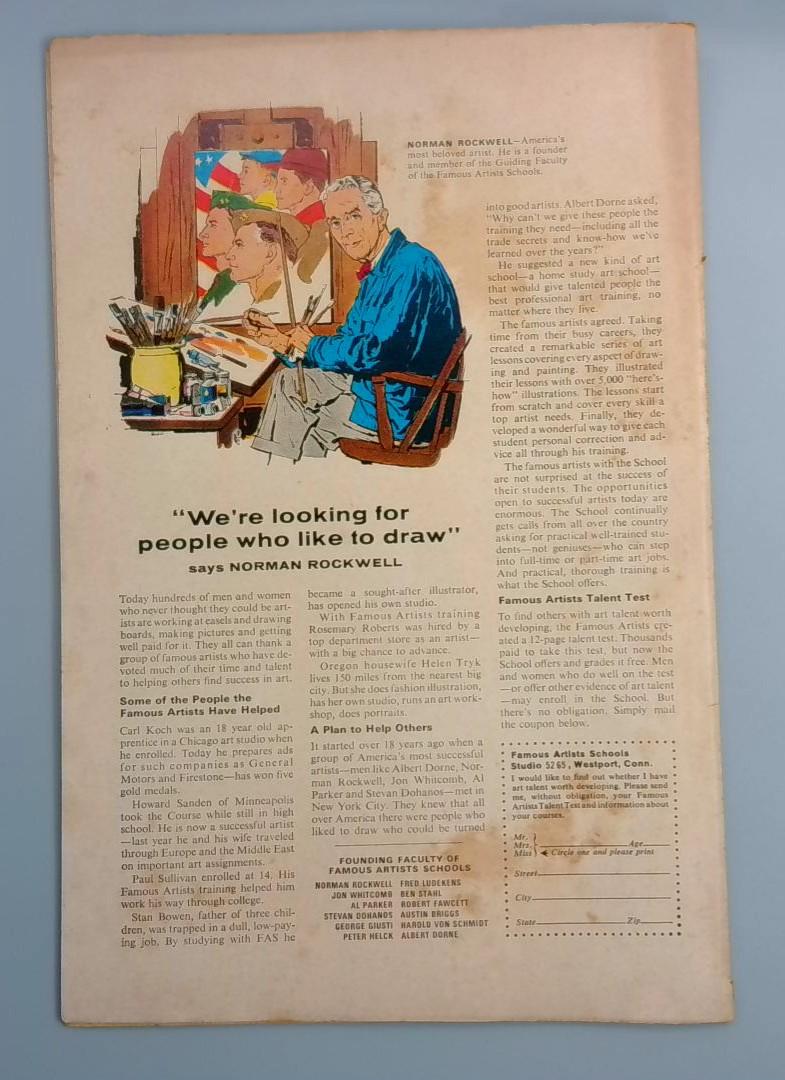 NORMAN ROCKWELL—America's
most beloved artist. He is a founder
and member of the Guiding Faculty
of the Famous Artists Schools.
"We're looking for
people who like to draw"
says NORMAN ROCKWELL
Today hundreds of men and women
who never thought they could be art-
ists are working at easels and drawing
boards, making pictures and getting
well paid for it. They all can thank a
group of famous artists who have de-
voted much of their time and talent
to helping others find success in art.
Some of the People the
Famous Artists Have Helped
Carl Koch was an 18 year old ap-
prentice in a Chicago art studio when
he enrolled. Today he prepares ads
for such companies as General
Motors and Firestone—has won five
gold medals.
Howard Sanden of Minneapolis
took the Course while still in high
school. He is now a successful artist
—last year he and his wife traveled
through Europe and the Middle East
on important art assignments.
Paul Sullivan enrolled at 14. His
Famous Artists training helped him
work his way through college.
Stan Bowen, father of three chil-
dren, was trapped in a dull, low-pay-
ing job. By studying with FAS he
became a sought-after illustrator,
has opened his own studio.
With Famous Artists training
Rosemary Roberts was hired by a
top department store as an artist—
with a big chance to advance.
Oregon housewife Helen Tryk
lives 150 miles from the nearest big
city. But she does fashion illustration,
has her own studio, runs an art work-
shop, does portraits.
A Plan to Help Others
It started over 18 years ago when a
group of America's most successful
artists—men like Albert Dorne, Nor-
man Rockwell, Jon Whitcomb, Al
Parker and Stevan Dohanos—met in
New York City. They knew that all
over America there were people who
liked to draw who could be turned
FOUNDING FACULTY OF
FAMOUS ARTISTS SCHOOLS
NORMAN ROCKWELL FRED LUDEKENS
JON WHITCOMB BEN STAHL
AL PARKER ROBERT FAWCETT
STEVAN DOHANOS AUSTIN BRIGGS
GEORGE GIUSTI HAROLD VON SCHMIDT
PETER HELCK ALBERT DORNE
into good artists. Albert Dorne asked,
"Why can't we give these people the
training they need—including all the
trade secrets and know-how we've
learned over the years?"
He suggested a new kind of art
school—a home study art school—
that would give talented people the
best professional art training, no
matter where they live.
The famous artists agreed. Taking
time from their busy careers, they
created a remarkable series of art
lessons covering every aspect of draw-
ing and painting. They illustrated
their lessons with over 5,000 "here's-
how" illustrations. The lessons start
from scratch and cover every skill a
top artist needs. Finally, they de-
veloped a wonderful way to give each
student personal correction and ad-
vice all through his training.
The famous artists with the School
are not surprised at the success of
their students. The opportunities
open to successful artists today are
enormous. The School continually
gets calls from all over the country
asking for practical well-trained stu-
dents—not geniuses—who can step
into full-time or part-time art jobs.
And practical, thorough training is
what the School offers.
Famous Artists Talent Test
To find others with art talent worth
developing, the Famous Artists cre-
ated a 12-page talent test. Thousands
paid to take this test, but now the
School offers and grades it free. Men
and women who do well on the test
—or offer other evidence of art talent
—may enroll in the School. But
there's no obligation. Simply mail
the coupon below.
Famous Artists Schools
Studio 5265, Westport, Conn.
I would like to find out whether I have
art talent worth developing. Please send
me, without obligation, your Famous
Artists Talent Test and information about
your courses.
Mr.
Mrs. Age
Miss Circle one and please print
Street
City
State Zip